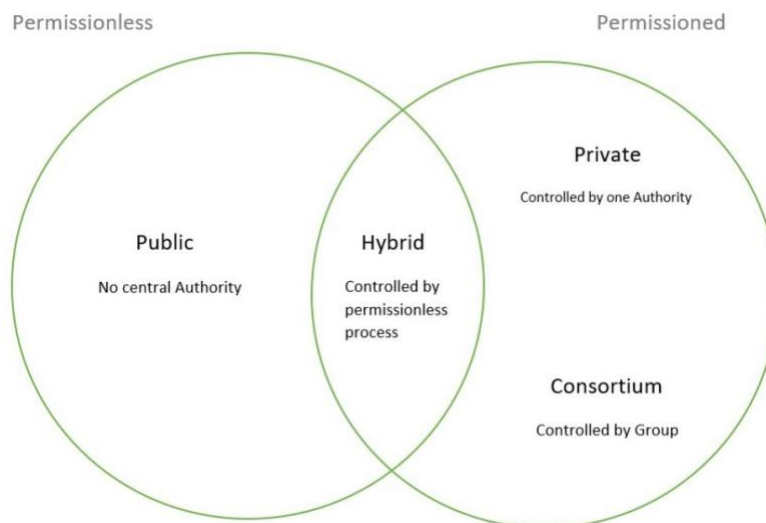 Permissionless
Permissioned
Public
No central Authority
Hybrid
Controlled by
permissionless
process
Private
Controlled by one Authority
Consortium
Controlled by Group